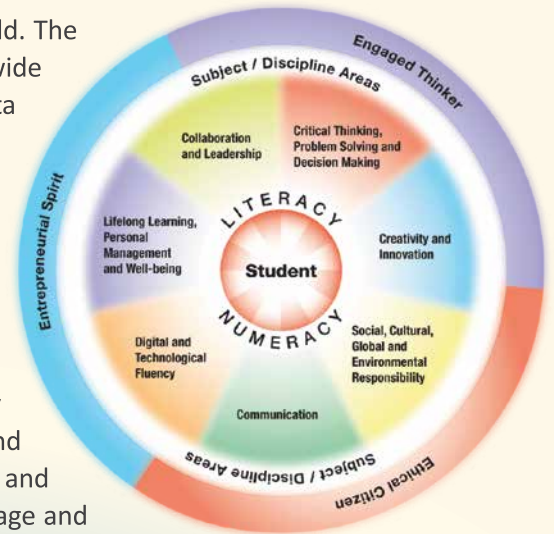 ld. The
vide
ta
nd
and
age and
Engaged Thinker
Subject / Discipline Areas
Entrepreneurial Spirit
Collaboration
and Leadership
Critical Thinking,
Problem Solving and
Decision Making
LITERACY
Lifelong Learning,
Personal
Management
and Well-being
Creativity and
Innovation
Student
NUMERACY
Digital and
Technological
Fluency
Social, Cultural,
Global and
Environmental
Responsibility
Communication
Subject / Discipline Areas
Ethical Citizen